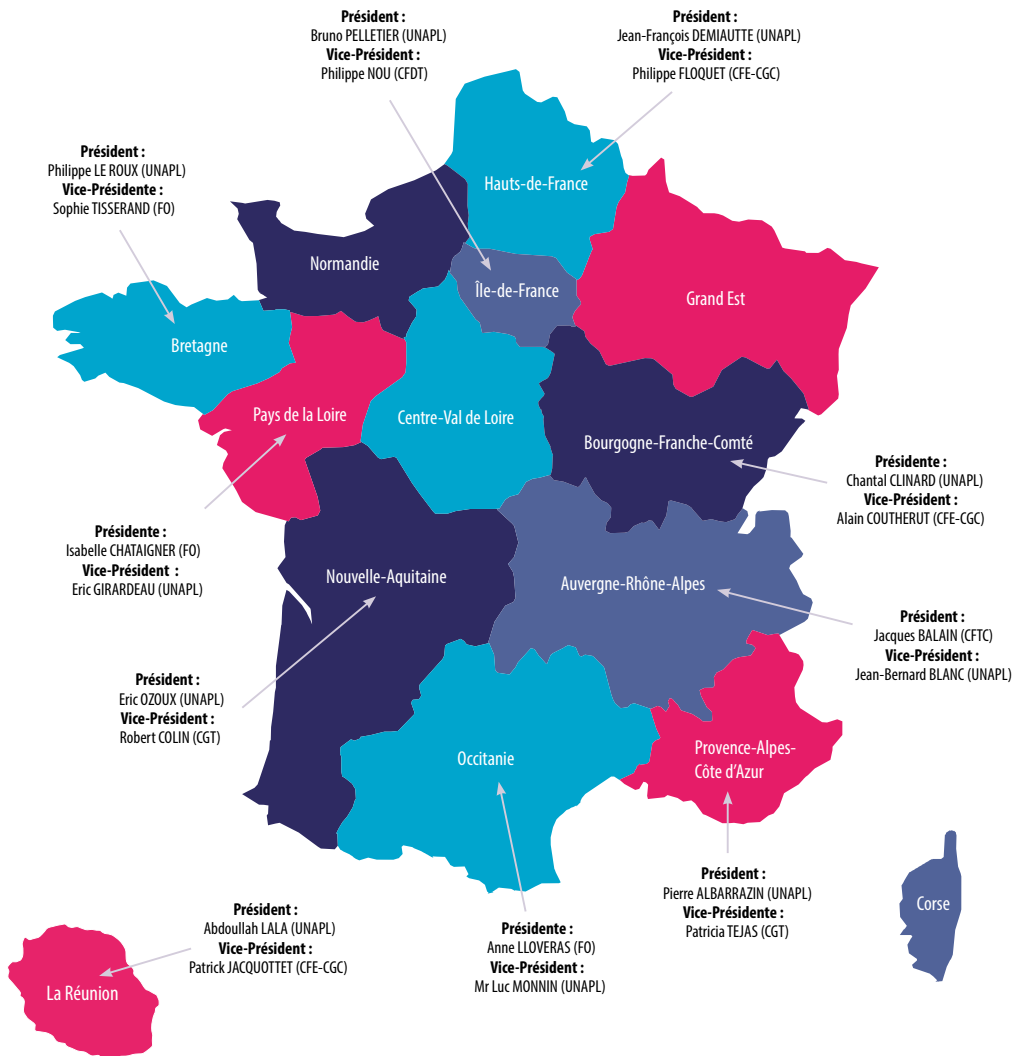 Président :
Bruno PELLETIER (UNAPL)
Vice-Président :
Philippe NOU (CFDT)
Président :
Jean-François DEMIAUTTE (UNAPL)
Vice-Président :
Philippe FLOQUET (CFE-CGC)
Président :
Philippe LE ROUX (UNAPL)
Vice-Présidente :
Sophie TISSERAND (FO)
Hauts-de-France
Normandie
Île-de-France
Grand Est
Bretagne
Pays de la Loire
Centre-Val de Loire
Bourgogne-Franche-Comté
Présidente :
Chantal CLINARD (UNAPL)
Vice-Président :
Alain COUTHERUT (CFE-CGC)
Présidente :
Isabelle CHATAIGNER (FO)
Vice-Président :
Eric GIRARDEAU (UNAPL)
Nouvelle-Aquitaine
Auvergne-Rhône-Alpes
Président :
Jacques BALAIN (CFTC)
Vice-Président :
Jean-Bernard BLANC (UNAPL)
Président :
Eric OZOUX (UNAPL)
Vice-Président :
Robert COLIN (CGT)
Occitanie
Provence-Alpes-
Côte d'Azur
Président :
Pierre ALBARRAZIN (UNAPL)
Vice-Présidente :
Patricia TEJAS (CGT)
Corse
Président :
Abdoullah LALA (UNAPL)
Vice-Président :
Patrick JACQUOTTET (CFE-CGC)
Présidente :
Anne LLOVERAS (FO)
Vice-Président :
Mr Luc MONNIN (UNAPL)
La Réunion